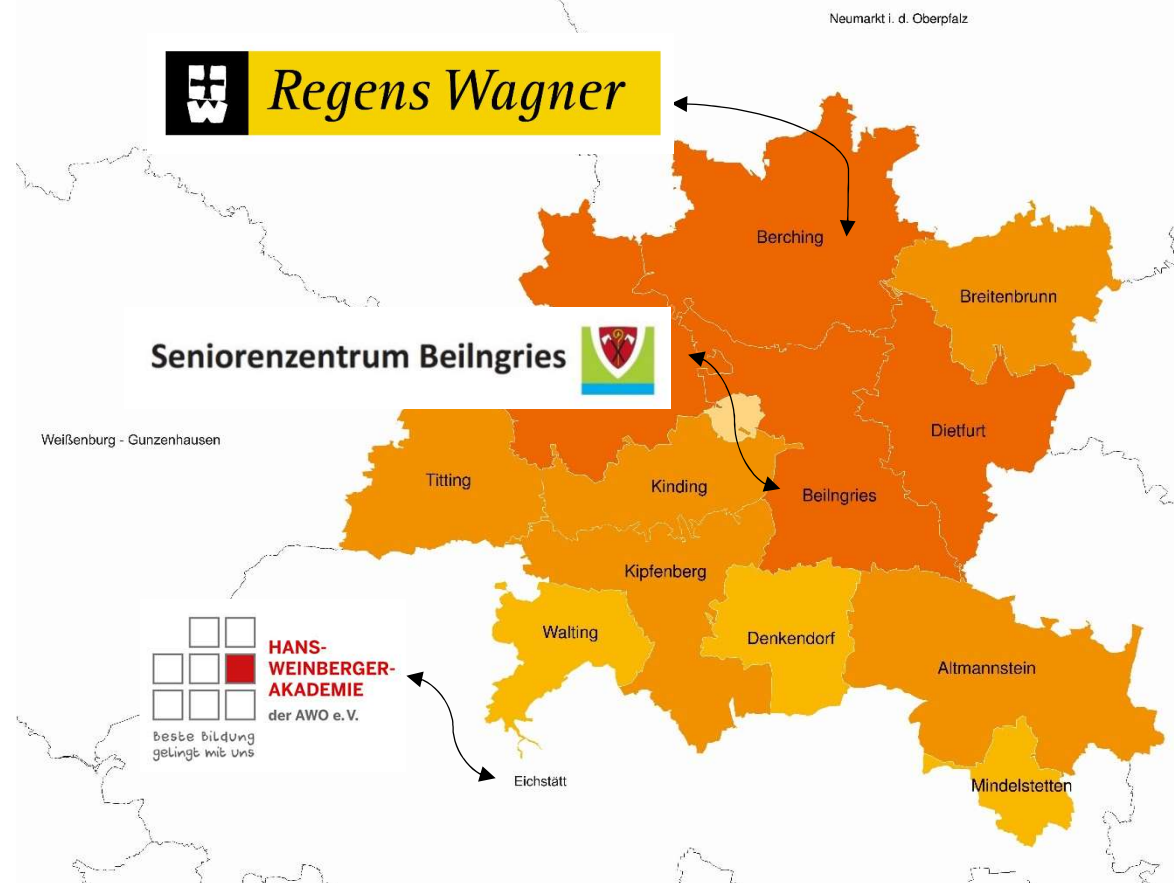 Neumarkt i. d. Oberpfalz
Regens Wagner
Berching
Breitenbrunn
Seniorenzentrum Beilngries
Weißenburg - Gunzenhausen
Dietfurt
Titting
Kinding
Beilngries
Kipfenberg
Walting
Denkendorf
HANS-
WEINBERGER-
AKADEMIE
der AWO e. V.
Beste Bildung
gelingt mit uns
Altmannstein
Eichstätt
Mindelstetten